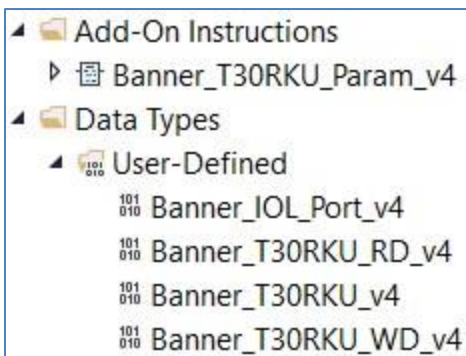 Add-On Instructions
Banner_T30RKU_Param_v4
Data Types
User-Defined
Banner_IOL_Port_v4
Banner_T30RKU_RD_v4
Banner_T30RKU_v4
Banner_T30RKU_WD_v4